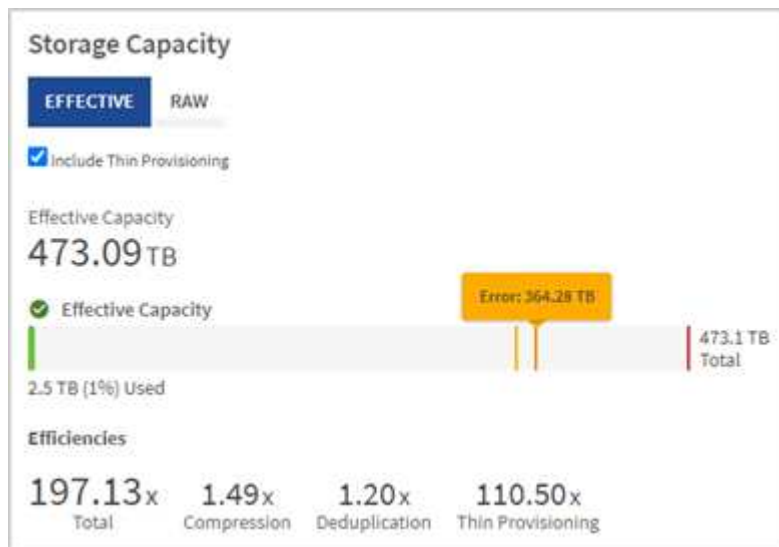 Storage Capacity
EFFECTIVE RAW
Include Thin Provisioning
Effective Capacity
473.09 TB
Error: 364.28 TB
Effective Capacity
473.1 TB
Total
2.5 TB (1%) Used
Efficiencies
197.13x 1.49x 1.20x 110.50x
Total Compression Deduplication Thin Provisioning